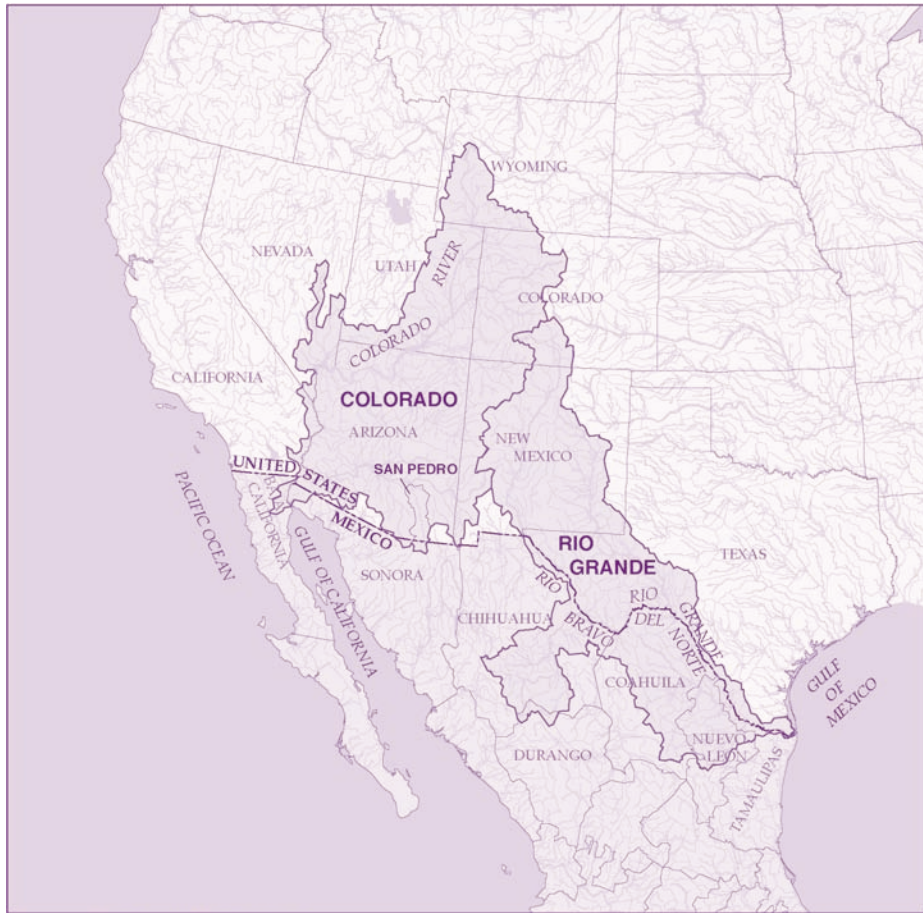 WYOMING
NEVADA
UTAH
COLORADO
RIVER
COLORADO
CALIFORNIA
COLORADO
ARIZONA
NEW
MEXICO
SAN PEDRO
UNITED STATES
MEXICO
BAJA
CALIFORNIA
PACIFIC OCEAN
GULF OF CALIFORNIA
SONORA
CHIHUAHUA
RIO
GRANDE
TEXAS
RIO
BRAVO
DEL
NORTE
RIO
GRANDE
COAHUILA
GULF
OF
MEXICO
DURANGO
NUEVO
LEÓN
TAMAULIPAS